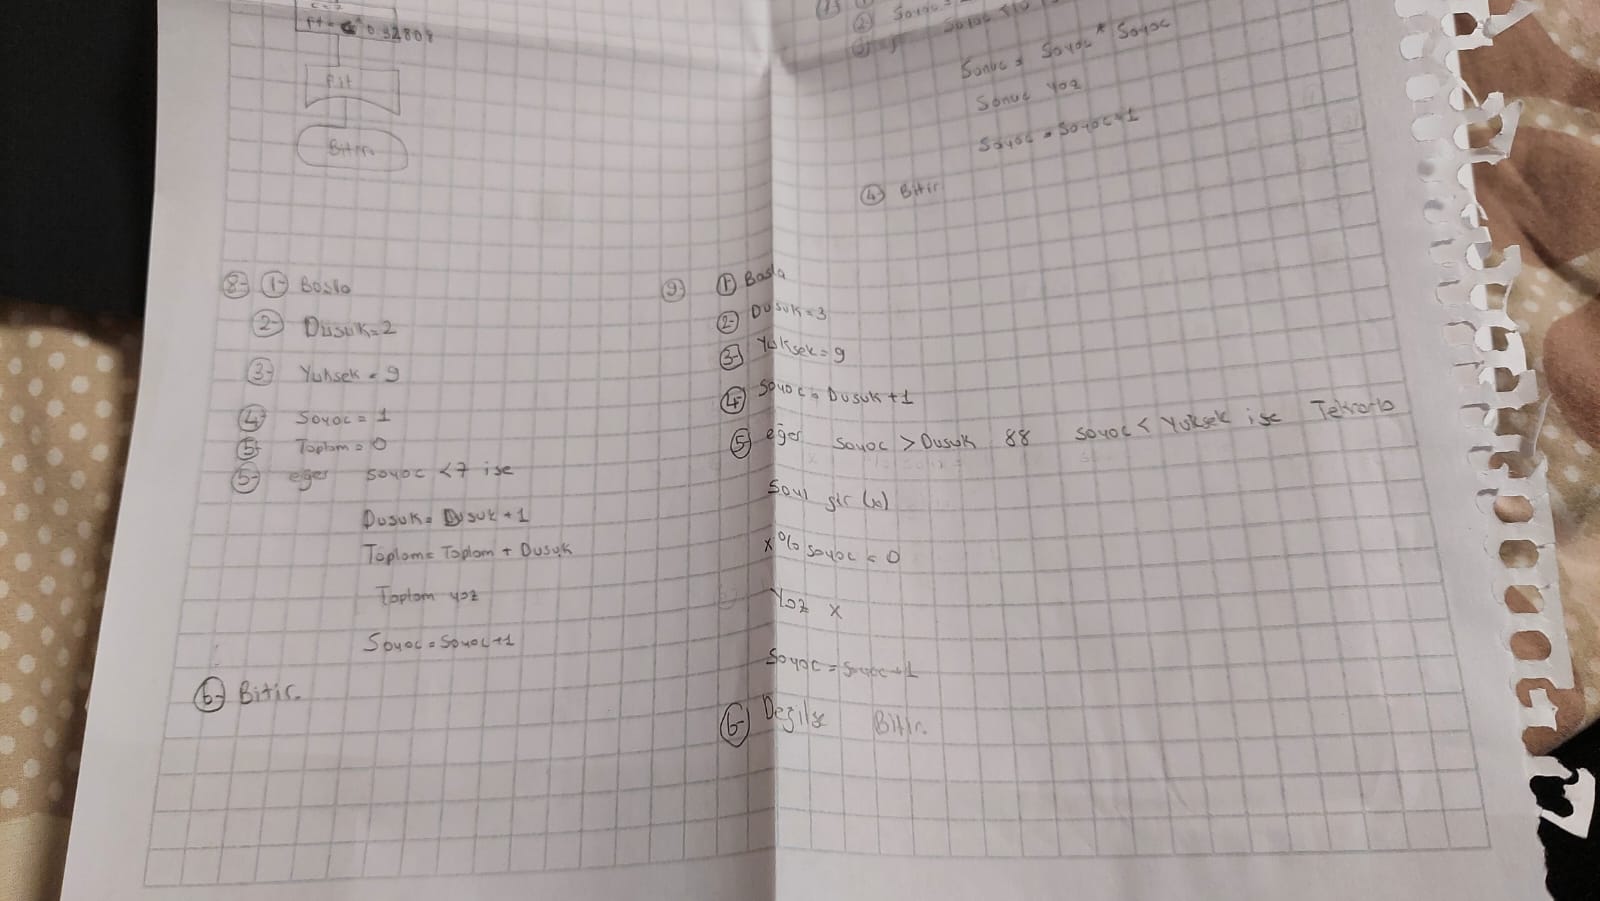 ft = 0.32808
fit
Bitir.
②
Sonuc = Sayac * Sayac
Sonuc yaz
Sayac = Sayac+1
④ Bitir
8- 1- Basla
2- Dusuk=2
3- Yuksek = 9
4- Sayac = 1
5- Toplam = 0
5- eger sayac <7 ise
Dusuk = Dusuk +1
Toplam = Toplam + Dusuk
Toplam yaz
Sayac = Sayac+1
6- Bitir.
9) 1- Basla
2- Dusuk=3
3- Yuksek=9
4- Sayac = Dusuk+1
5- eğer sayac > Dusuk 88 sayac < Yuksek ise Tekrarla
Sayı gir (x)
x % sayac = 0
Yaz x
Sayac = Sayac+1
6- Değilse Bitir.